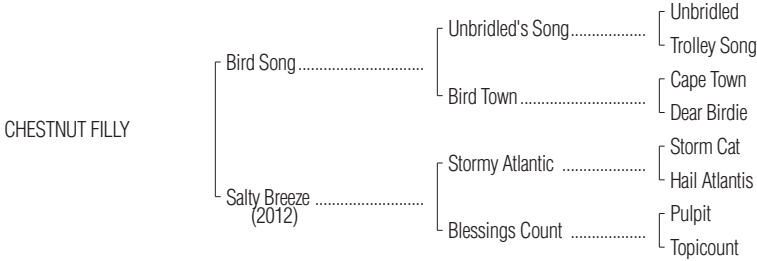 Unbridled
Unbridled's Song..................
Trolley Song
Bird Song..............................
Cape Town
Bird Town..............................
Dear Birdie
CHESTNUT FILLY
Storm Cat
Stormy Atlantic ....................
Hail Atlantis
Salty Breeze ..........................
(2012)
Pulpit
Blessings Count ..................
Topicount